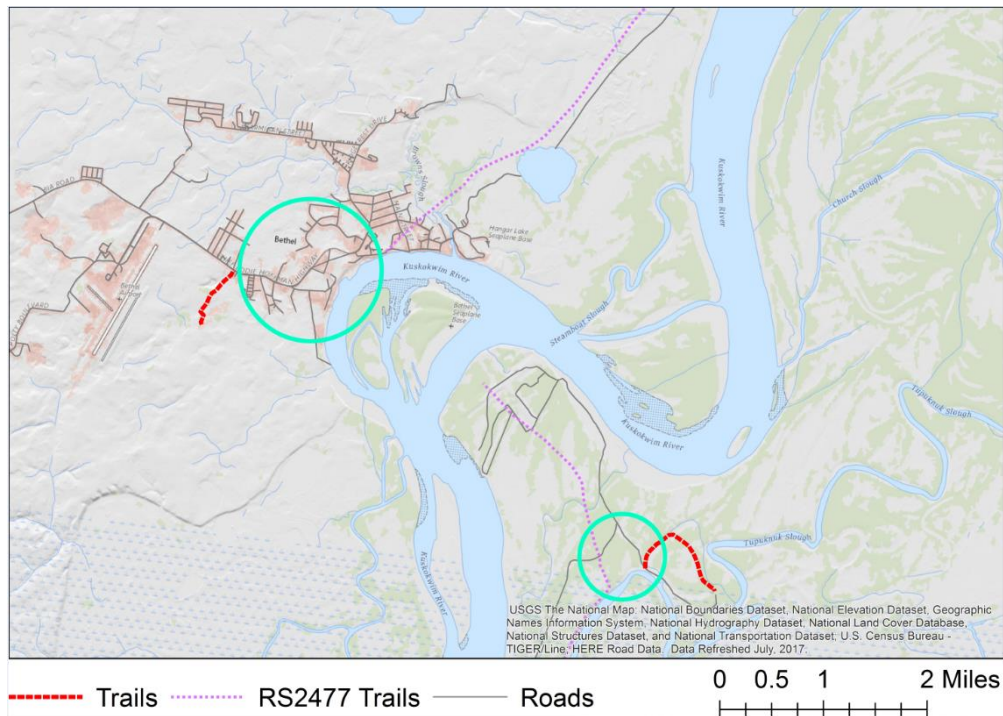 Kuskokwim River
Church Slough
Bethel
Hangar Lake
Seaplane Base
Kuskokwim River
Bethel
Airport
Bethel
Seaplane
Base
Steamboat Slough
Tupuknuk Slough
Kuskokwim River
Tupuknuk Slough
Kuskokwim River
USGS The National Map: National Boundaries Dataset, National Elevation Dataset, Geographic
Names Information System, National Hydrography Dataset, National Land Cover Database,
National Structures Dataset, and National Transportation Dataset; U.S. Census Bureau -
TIGER/Line; HERE Road Data. Data Refreshed July, 2017.
Trails RS2477 Trails Roads
0 0.5 1 2 Miles